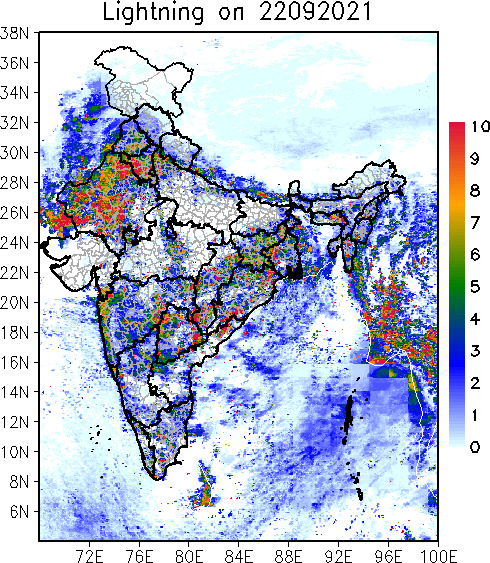 Lightning on 22092021
38N
36N
34N
32N
30N
28N
26N
24N
22N
20N
18N
16N
14N
12N
10N
8N
6N
72E 76E 80E 84E 88E 92E 96E 100E
10
9
8
7
6
5
4
3
2
1
0